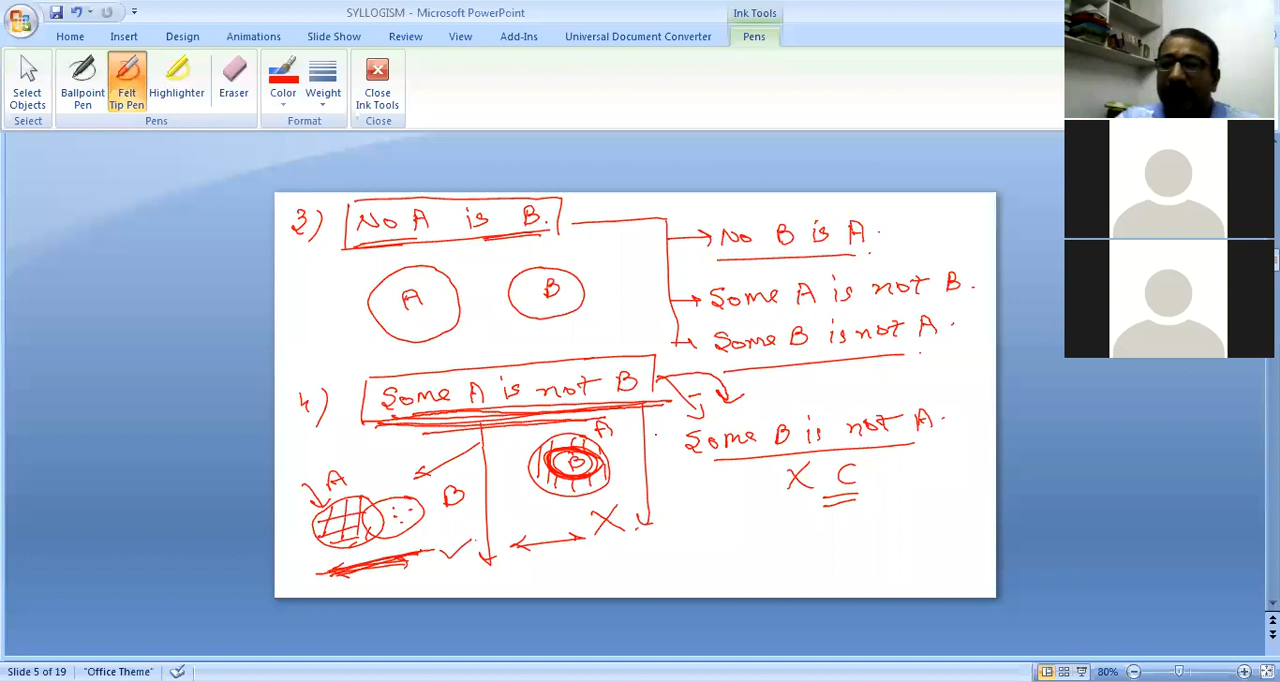 SYLLOGISM - Microsoft PowerPoint
Ink Tools
Home
Insert
Design
Animations
Slide Show
Review
View
Add-Ins
Universal Document Converter
Pens
Select Objects
Ballpoint Pen
Felt Tip Pen
Highlighter
Eraser
Color
Weight
Close Ink Tools
Select
Pens
Format
Close
3) No A is B.
A
B
No B is A.
Some A is not B.
Some B is not A.
4) Some A is not B
Some B is not A.
X C
A
B
A
B
X
Slide 5 of 19
"Office Theme"
80%